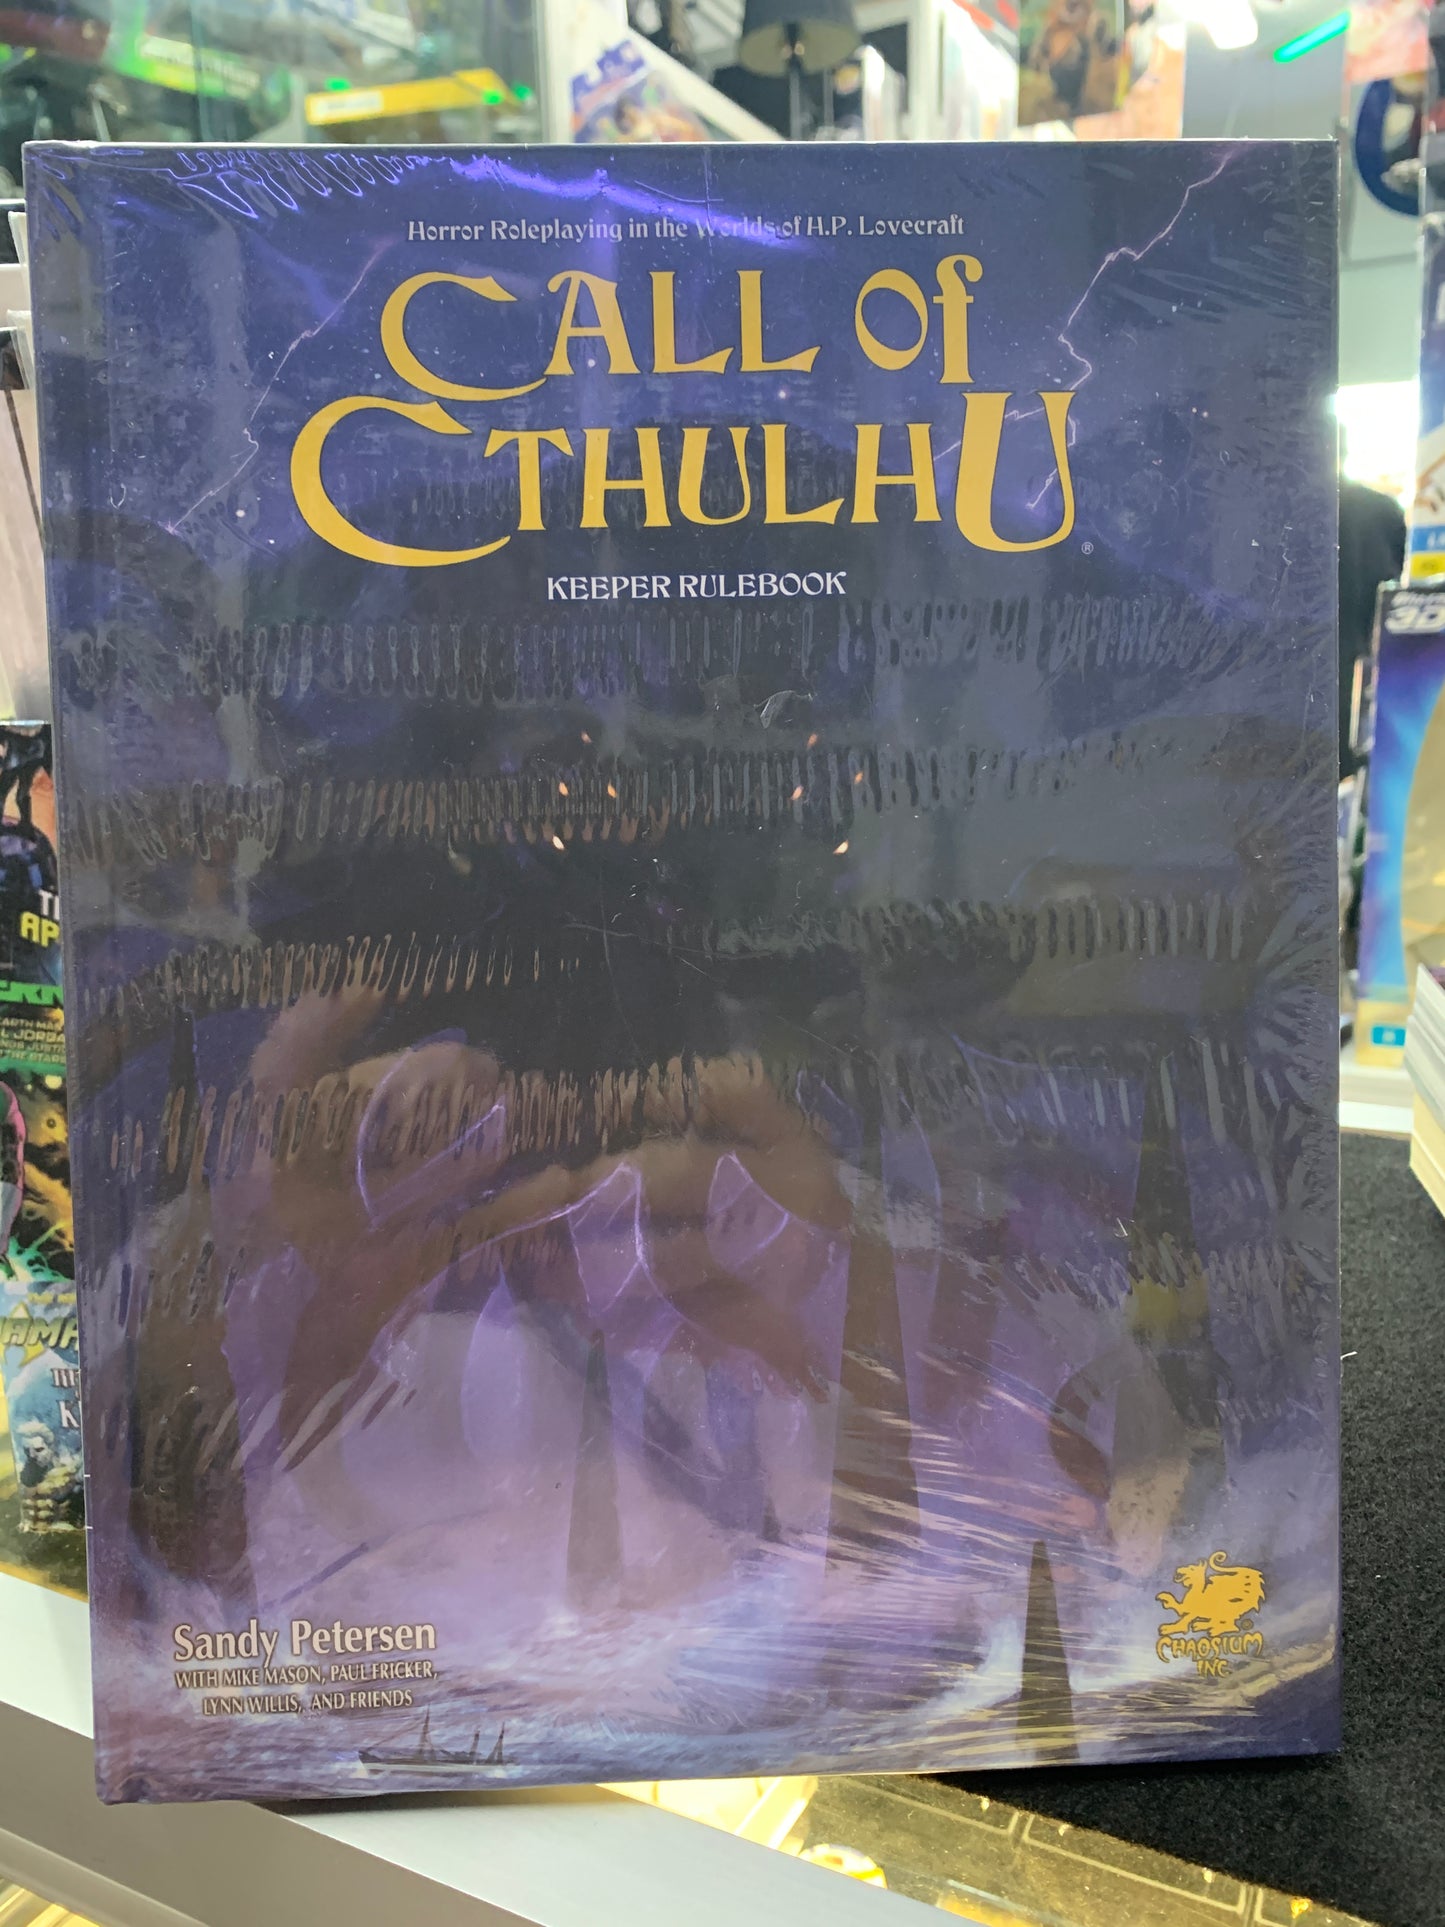 Horror Roleplaying in the Worlds of H.P. Lovecraft
CALL OF
CTHULHU®
KEEPER RULEBOOK
Sandy Petersen
WITH MIKE MASON, PAUL FRICKER,
LYNN WILLIS, AND FRIENDS
CHAOSIUM
INC.
3D